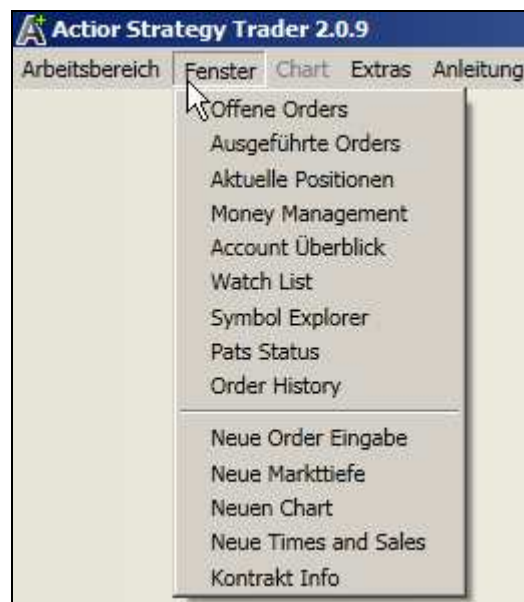 Actior Strategy Trader 2.0.9
Arbeitsbereich Fenster Chart Extras Anleitung
Offene Orders
Ausgeführte Orders
Aktuelle Positionen
Money Management
Account Überblick
Watch List
Symbol Explorer
Pats Status
Order History
Neue Order Eingabe
Neue Markttiefe
Neuen Chart
Neue Times and Sales
Kontrakt Info